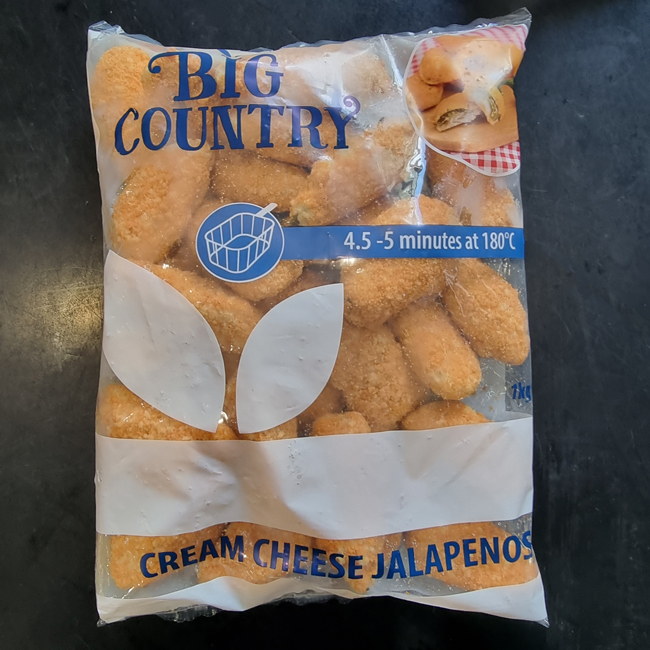 BIG
COUNTRY
4.5 -5 minutes at 180°C
1kg
CREAM CHEESE JALAPENOS